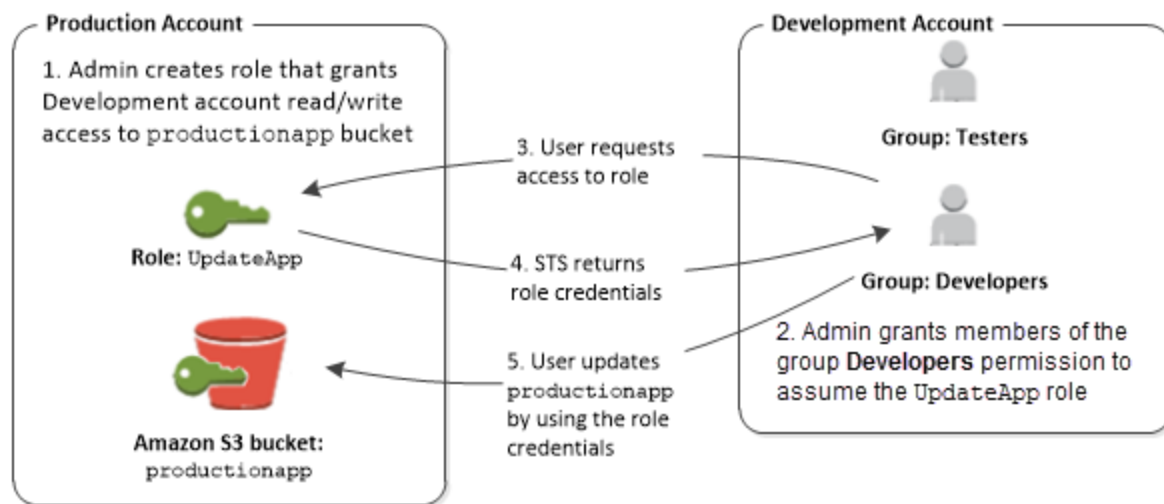 Production Account
1. Admin creates role that grants
Development account read/write
access to productionapp bucket
Role: UpdateApp
Amazon S3 bucket:
productionapp
3. User requests
access to role
4. STS returns
role credentials
5. User updates
productionapp
by using the role
credentials
Development Account
Group: Testers
Group: Developers
2. Admin grants members of the
group Developers permission to
assume the UpdateApp role